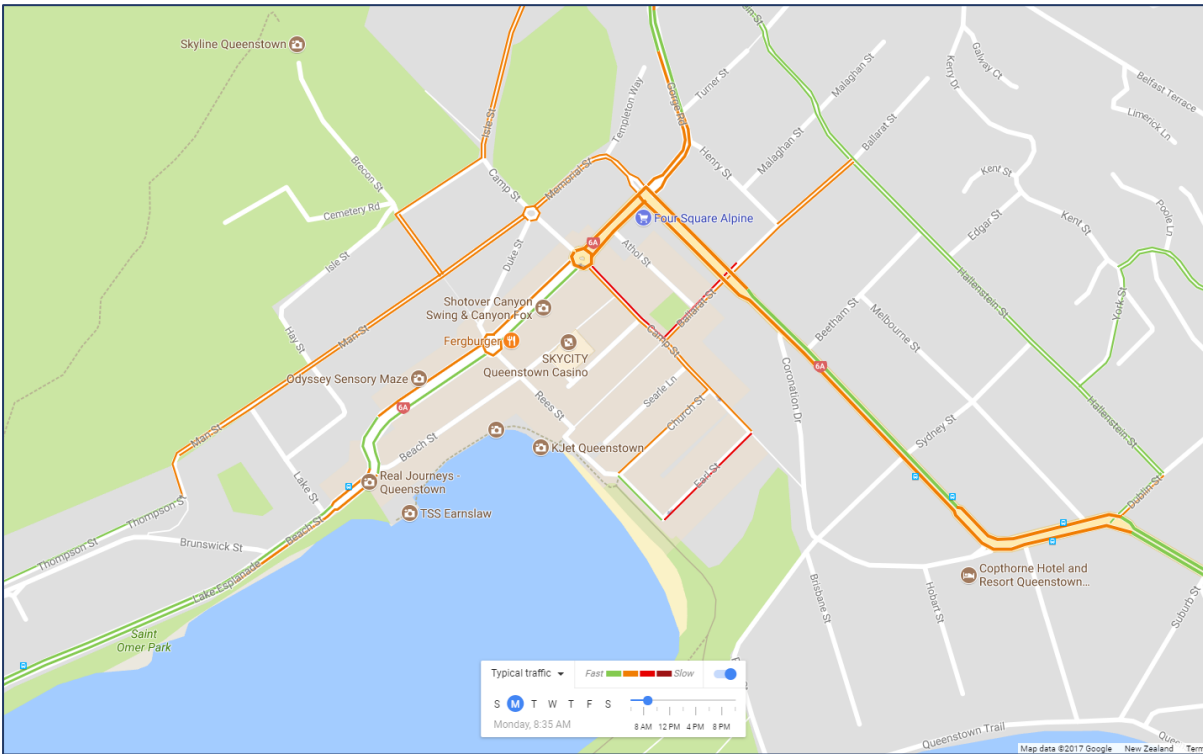 Skyline Queenstown
Isle St
Templeton Way
Gorge Rd
Turner St
Malaghan St
Dublin St
Kerry Dr
Galway Ct
Belfast Terrace
Limerick Ln
Brecon St
Camp St
Memorial St
Henry St
Malaghan St
Ballarat St
Kent St
Cemetery Rd
Four Square Alpine
Edgar St
Kent St
Poole Ln
Isle St
Duke St
6A
Athol St
Hallenstein St
York St
Shotover Canyon
Swing & Canyon Fox
Ballarat St
Beetham St
Melbourne St
Hay St
Man St
Fergburger
SKYCITY
Queenstown Casino
Camp St
Odyssey Sensory Maze
6A
6A
Searle Ln
Coronation Dr
Rees St
Church St
Hallenstein St
Man St
Beach St
KJet Queenstown
Sydney St
Lake St
Real Journeys -
Queenstown
Earl St
Dublin St
Thompson St
TSS Earnslaw
Beach St
Thompson St
Brunswick St
Lake Esplanade
Copthorne Hotel and
Resort Queenstown...
Brisbane St
Hobart St
Suburb St
Saint
Omer Park
Typical traffic
Fast
Slow
S M T W T F S
Monday, 8:35 AM
8 AM 12 PM 4 PM 8 PM
Queenstown Trail
Map data ©2017 Google New Zealand Term